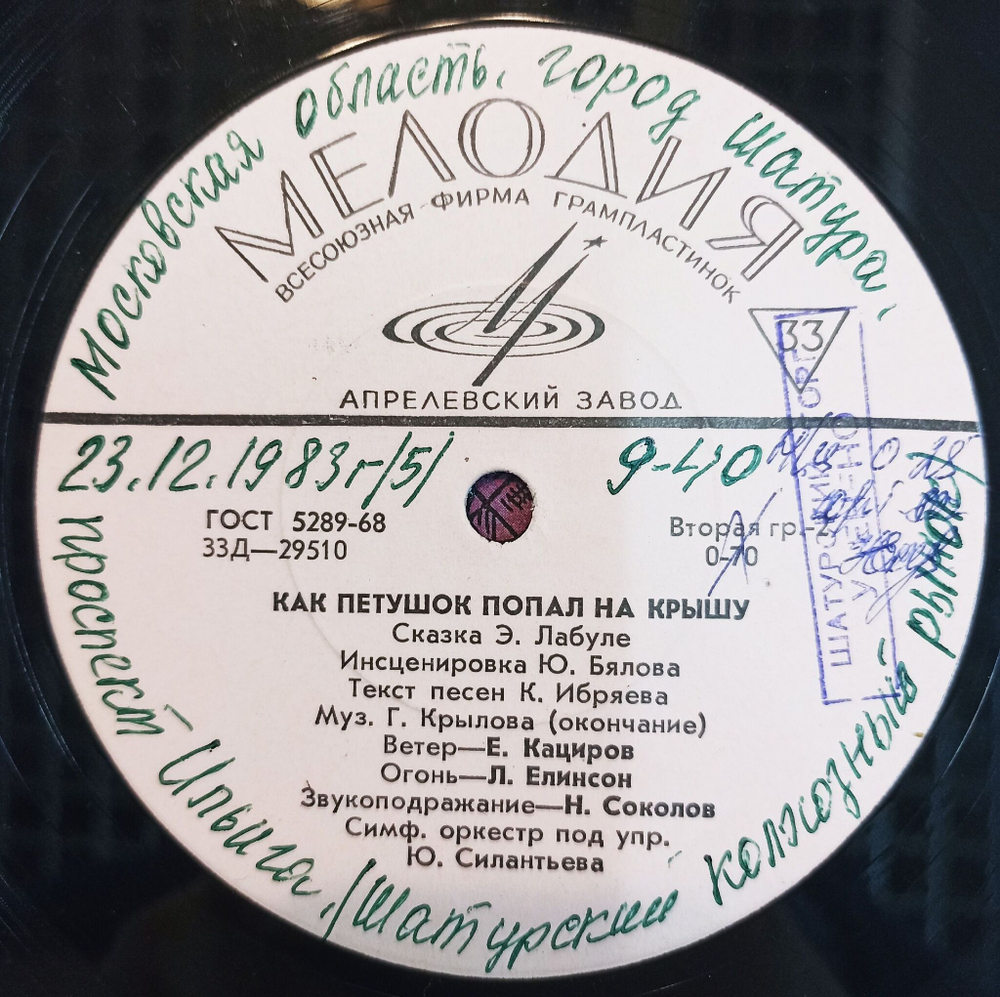 Московская область, город Шатура,
МЕЛОДИЯ
ВСЕСОЮЗНАЯ ФИРМА ГРАМПЛАСТИНОК
33
АПРЕЛЕВСКИЙ ЗАВОД
23.12.1983г/5/
9-40
ГОСТ 5289-68
33Д—29510
Вторая гр.-2
0-70
КАК ПЕТУШОК ПОПАЛ НА КРЫШУ
Сказка Э. Лабуле
Инсценировка Ю. Бялова
Текст песен К. Ибряева
Муз. Г. Крылова (окончание)
Ветер—Е. Кациров
Огонь—Л. Елинсон
Звукоподражание—Н. Соколов
Симф. оркестр под упр.
Ю. Силантьева
проспект Ильича, /Шатурский колхозный рынок/